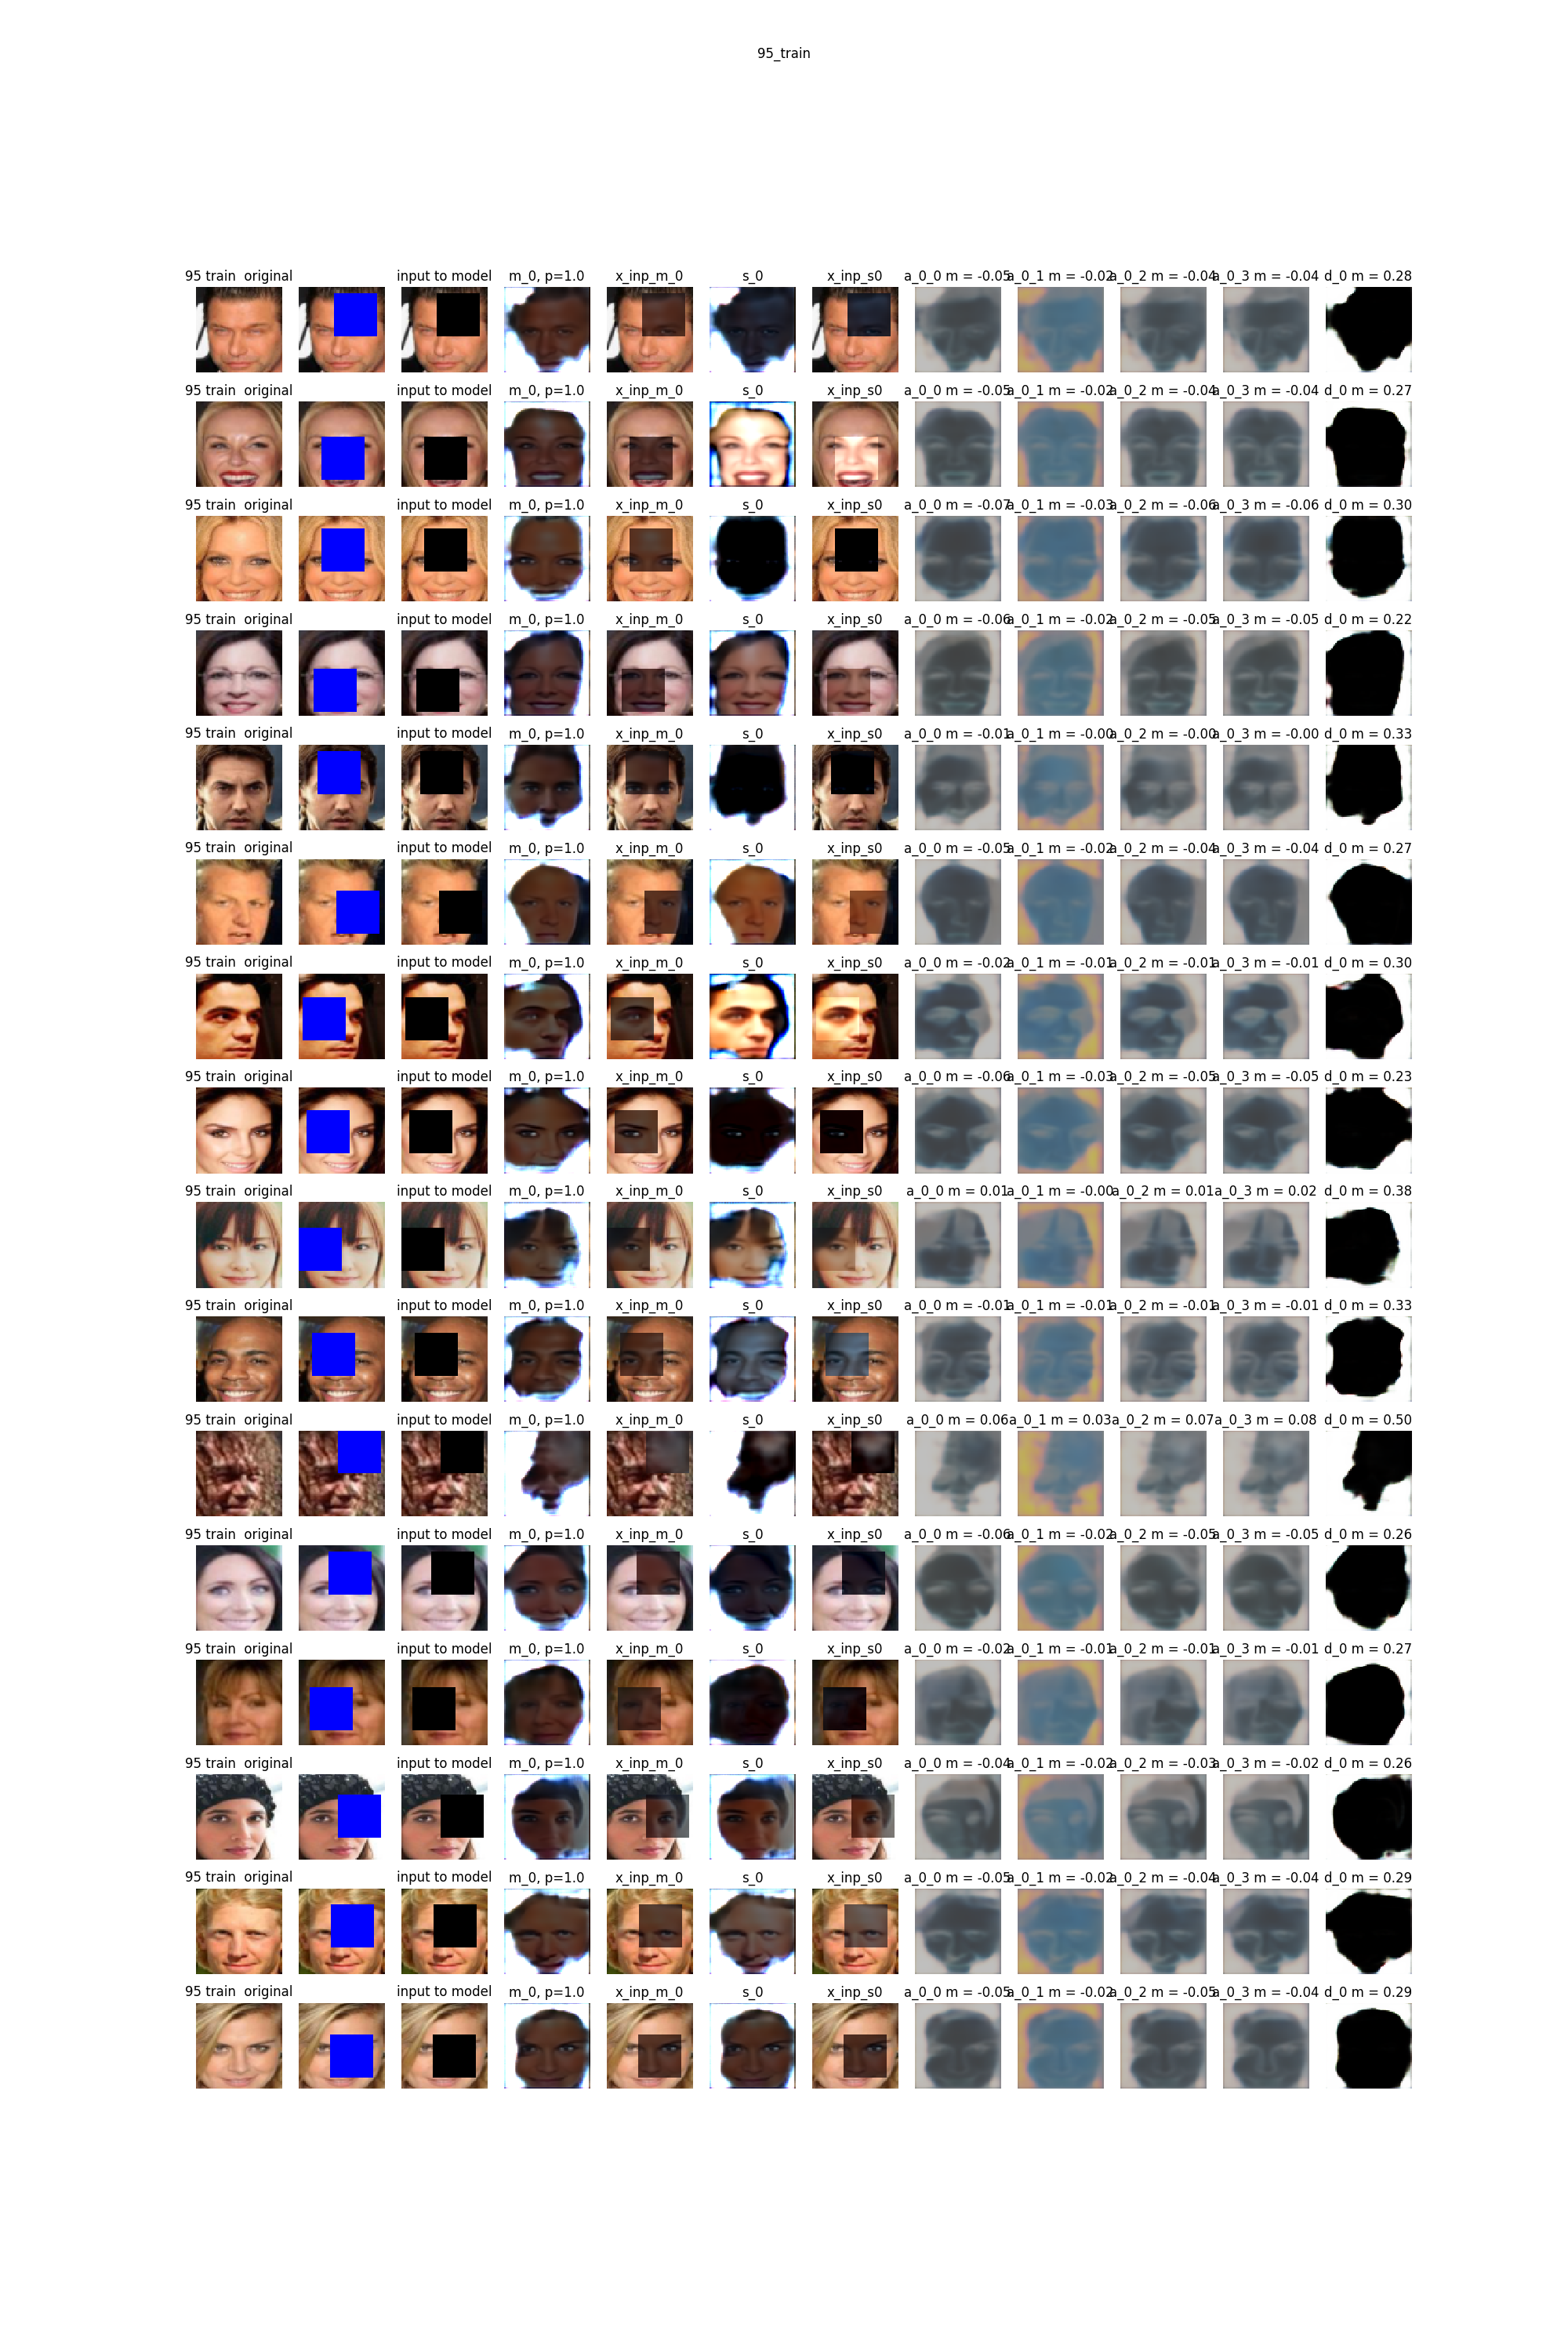 95_train
95 train  original input to model m_0, p=1.0 x_inp_m_0 s_0 x_inp_s0 a_0_0 m = -0.05 a_0_1 m = -0.02 a_0_2 m = -0.04 a_0_3 m = -0.04 d_0 m = 0.28
95 train  original input to model m_0, p=1.0 x_inp_m_0 s_0 x_inp_s0 a_0_0 m = -0.05 a_0_1 m = -0.02 a_0_2 m = -0.04 a_0_3 m = -0.04 d_0 m = 0.27
95 train  original input to model m_0, p=1.0 x_inp_m_0 s_0 x_inp_s0 a_0_0 m = -0.07 a_0_1 m = -0.03 a_0_2 m = -0.06 a_0_3 m = -0.06 d_0 m = 0.30
95 train  original input to model m_0, p=1.0 x_inp_m_0 s_0 x_inp_s0 a_0_0 m = -0.06 a_0_1 m = -0.02 a_0_2 m = -0.05 a_0_3 m = -0.05 d_0 m = 0.22
95 train  original input to model m_0, p=1.0 x_inp_m_0 s_0 x_inp_s0 a_0_0 m = -0.01 a_0_1 m = -0.00 a_0_2 m = -0.00 a_0_3 m = -0.00 d_0 m = 0.33
95 train  original input to model m_0, p=1.0 x_inp_m_0 s_0 x_inp_s0 a_0_0 m = -0.05 a_0_1 m = -0.02 a_0_2 m = -0.04 a_0_3 m = -0.04 d_0 m = 0.27
95 train  original input to model m_0, p=1.0 x_inp_m_0 s_0 x_inp_s0 a_0_0 m = -0.02 a_0_1 m = -0.01 a_0_2 m = -0.01 a_0_3 m = -0.01 d_0 m = 0.30
95 train  original input to model m_0, p=1.0 x_inp_m_0 s_0 x_inp_s0 a_0_0 m = -0.06 a_0_1 m = -0.03 a_0_2 m = -0.05 a_0_3 m = -0.05 d_0 m = 0.23
95 train  original input to model m_0, p=1.0 x_inp_m_0 s_0 x_inp_s0 a_0_0 m = 0.01 a_0_1 m = -0.00 a_0_2 m = 0.01 a_0_3 m = 0.02 d_0 m = 0.38
95 train  original input to model m_0, p=1.0 x_inp_m_0 s_0 x_inp_s0 a_0_0 m = -0.01 a_0_1 m = -0.01 a_0_2 m = -0.01 a_0_3 m = -0.01 d_0 m = 0.33
95 train  original input to model m_0, p=1.0 x_inp_m_0 s_0 x_inp_s0 a_0_0 m = 0.06 a_0_1 m = 0.03 a_0_2 m = 0.07 a_0_3 m = 0.08 d_0 m = 0.50
95 train  original input to model m_0, p=1.0 x_inp_m_0 s_0 x_inp_s0 a_0_0 m = -0.06 a_0_1 m = -0.02 a_0_2 m = -0.05 a_0_3 m = -0.05 d_0 m = 0.26
95 train  original input to model m_0, p=1.0 x_inp_m_0 s_0 x_inp_s0 a_0_0 m = -0.02 a_0_1 m = -0.01 a_0_2 m = -0.01 a_0_3 m = -0.01 d_0 m = 0.27
95 train  original input to model m_0, p=1.0 x_inp_m_0 s_0 x_inp_s0 a_0_0 m = -0.04 a_0_1 m = -0.02 a_0_2 m = -0.03 a_0_3 m = -0.02 d_0 m = 0.26
95 train  original input to model m_0, p=1.0 x_inp_m_0 s_0 x_inp_s0 a_0_0 m = -0.05 a_0_1 m = -0.02 a_0_2 m = -0.04 a_0_3 m = -0.04 d_0 m = 0.29
95 train  original input to model m_0, p=1.0 x_inp_m_0 s_0 x_inp_s0 a_0_0 m = -0.05 a_0_1 m = -0.02 a_0_2 m = -0.05 a_0_3 m = -0.04 d_0 m = 0.29